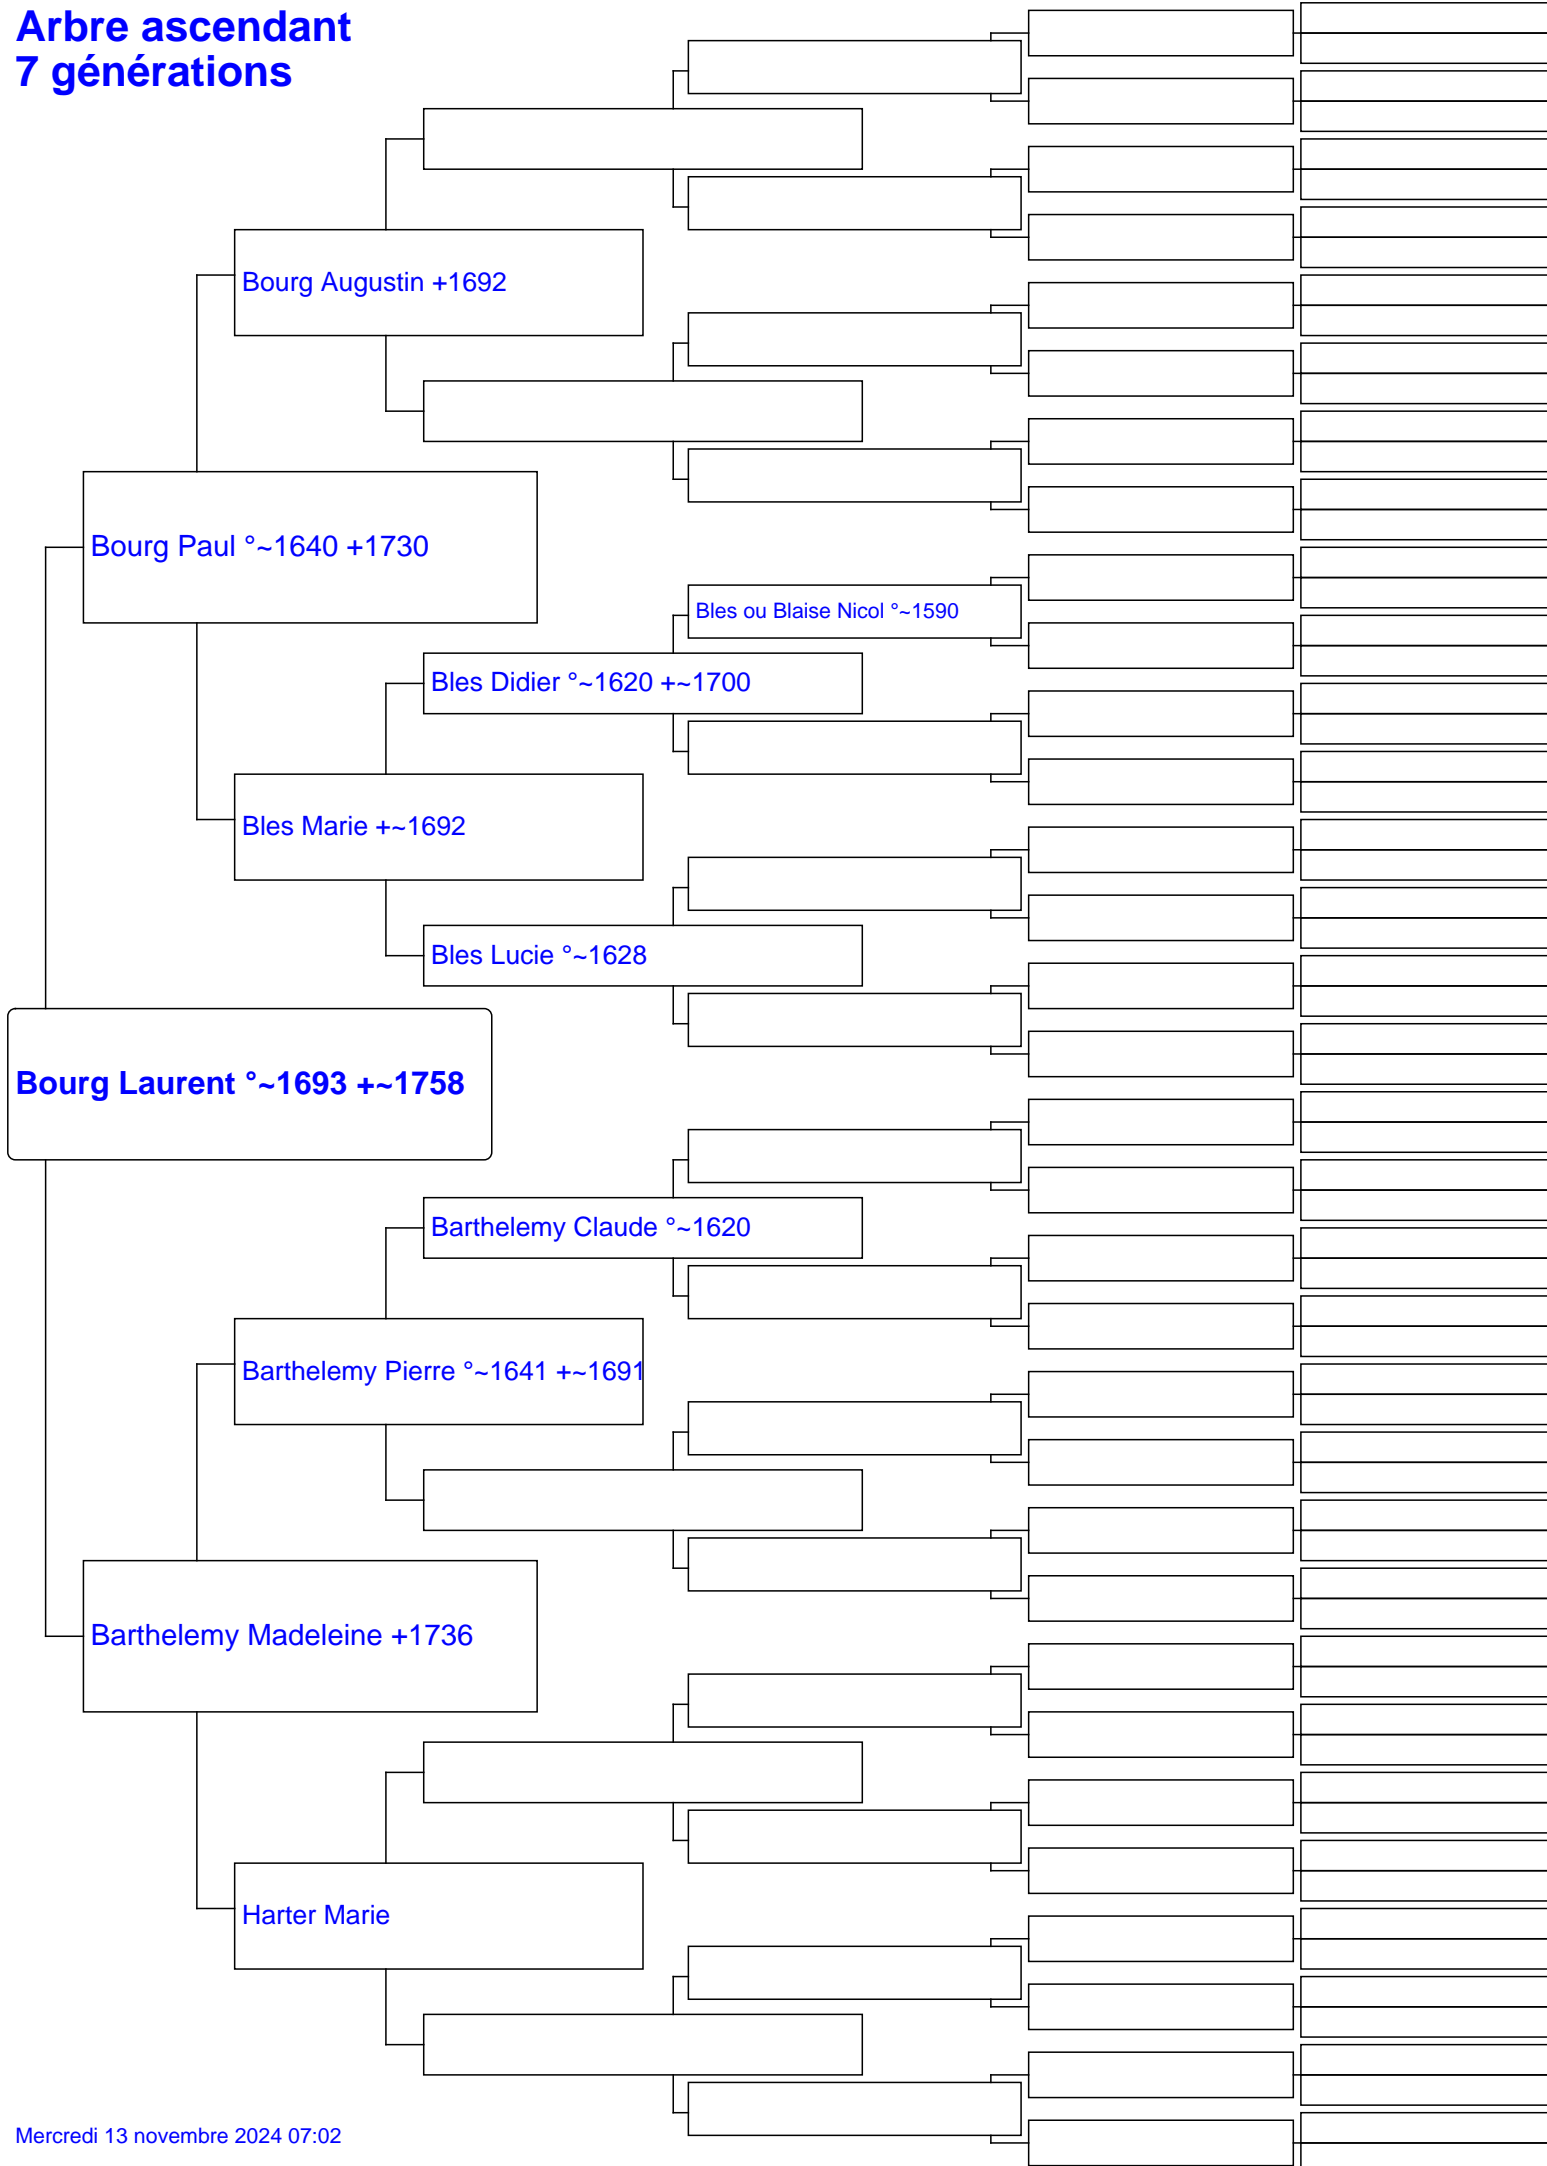 Arbre ascendant
7 générations
Bourg Augustin +1692
Bourg Paul °~1640 +1730
Bles ou Blaise Nicol °~1590
Bles Didier °~1620 +~1700
Bles Marie +~1692
Bles Lucie °~1628
Bourg Laurent °~1693 +~1758
Barthelemy Claude °~1620
Barthelemy Pierre °~1641 +~1691
Barthelemy Madeleine +1736
Harter Marie
Mercredi 13 novembre 2024 07:02